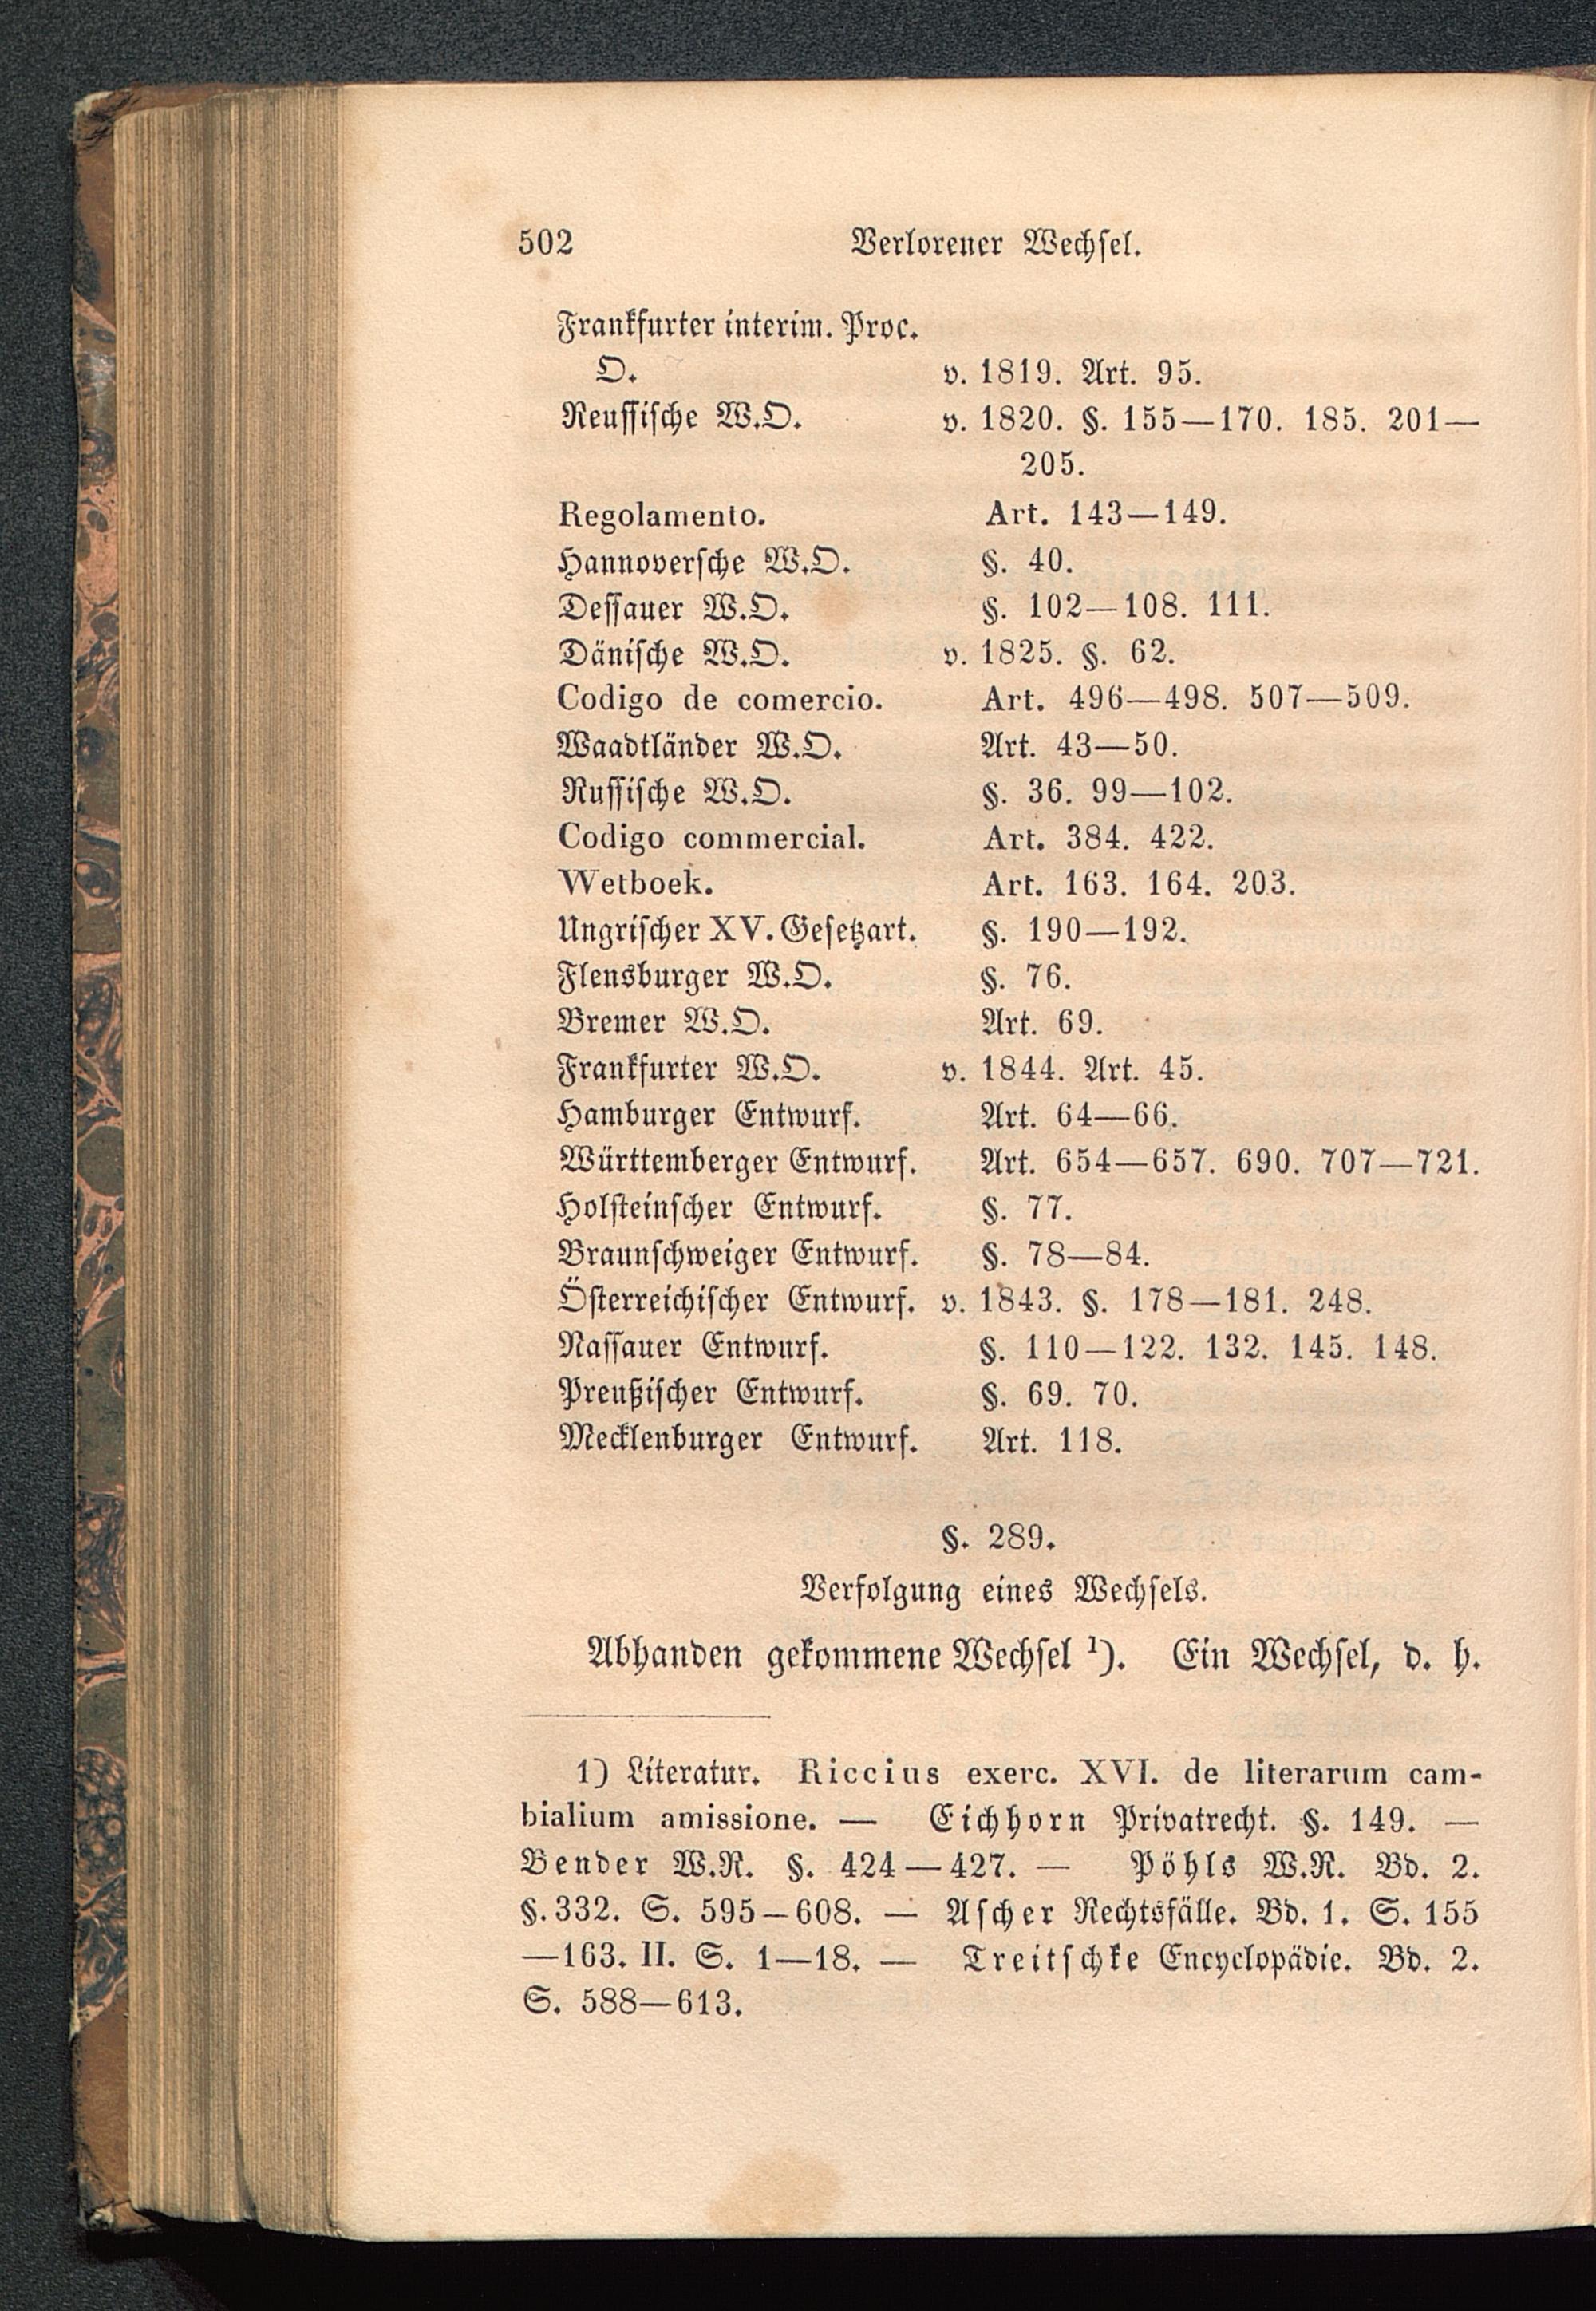 502 Verlorener Wechsel.
Frankfurter interim. Proc.
O. v. 1819. Art. 95.
Reussische W.O. v. 1820. §. 155—170. 185. 201—
205.
Regolamento. Art. 143—149.
Hannoversche W.O. §. 40.
Dessauer W.O. §. 102—108. 111.
Dänische W.O. v. 1825. §. 62.
Codigo de comercio. Art. 496—498. 507—509.
Waadtländer W.O. Art. 43—50.
Russische W.O. §. 36. 99—102.
Codigo commercial. Art. 384. 422.
Wetboek. Art. 163. 164. 203.
Ungrischer XV. Gesetzart. §. 190—192.
Flensburger W.O. §. 76.
Bremer W.O. Art. 69.
Frankfurter W.O. v. 1844. Art. 45.
Hamburger Entwurf. Art. 64—66.
Württemberger Entwurf. Art. 654—657. 690. 707—721.
Holsteinscher Entwurf. §. 77.
Braunschweiger Entwurf. §. 78—84.
Österreichischer Entwurf. v. 1843. §. 178—181. 248.
Nassauer Entwurf. §. 110—122. 132. 145. 148.
Preußischer Entwurf. §. 69. 70.
Mecklenburger Entwurf. Art. 118.
§. 289.
Verfolgung eines Wechsels.
Abhanden gekommene Wechsel ¹). Ein Wechsel, d. h.
1) Literatur. Riccius exerc. XVI. de literarum cam-
bialium amissione. — Eichhorn Privatrecht. §. 149. —
Bender W.R. §. 424—427. — Pöhls W.R. Bd. 2.
§. 332. S. 595—608. — Ascher Rechtsfälle. Bd. 1. S. 155
—163. II. S. 1—18. — Treitschke Encyclopädie. Bd. 2.
S. 588—613.